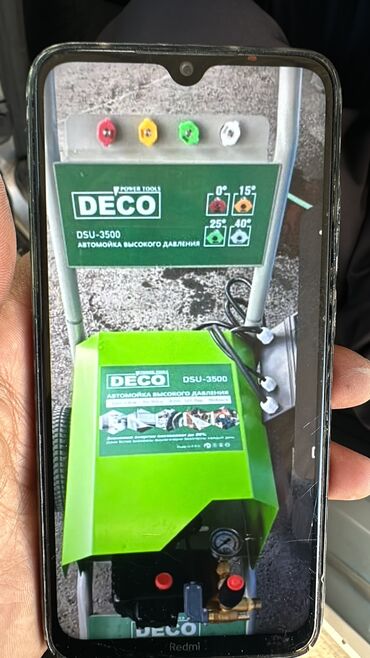 POWER TOOLS
DECO
0° 15°
25° 40°
DSU-3500
АВТОМОЙКА ВЫСОКОГО ДАВЛЕНИЯ
DECO DSU-3500
АВТОМОЙКА ВЫСОКОГО ДАВЛЕНИЯ
DECO
Redmi